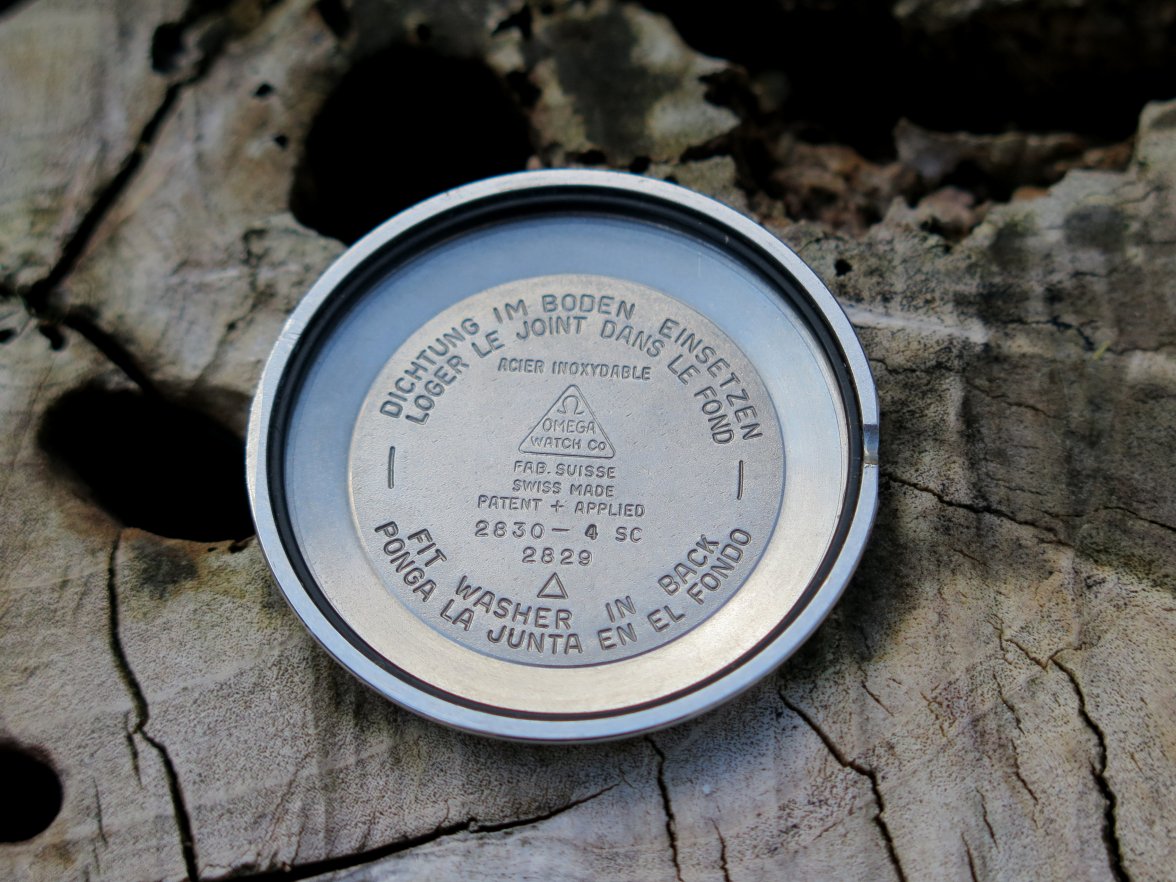 DICHTUNG IM BODEN EINSETZEN
LOGER LE JOINT DANS LE FOND
ACIER INOXYDABLE
Ω
OMEGA
WATCH CO
FAB. SUISSE
SWISS MADE
PATENT + APPLIED
2830 - 4 SC
2829
FIT WASHER IN BACK
PONGA LA JUNTA EN EL FONDO